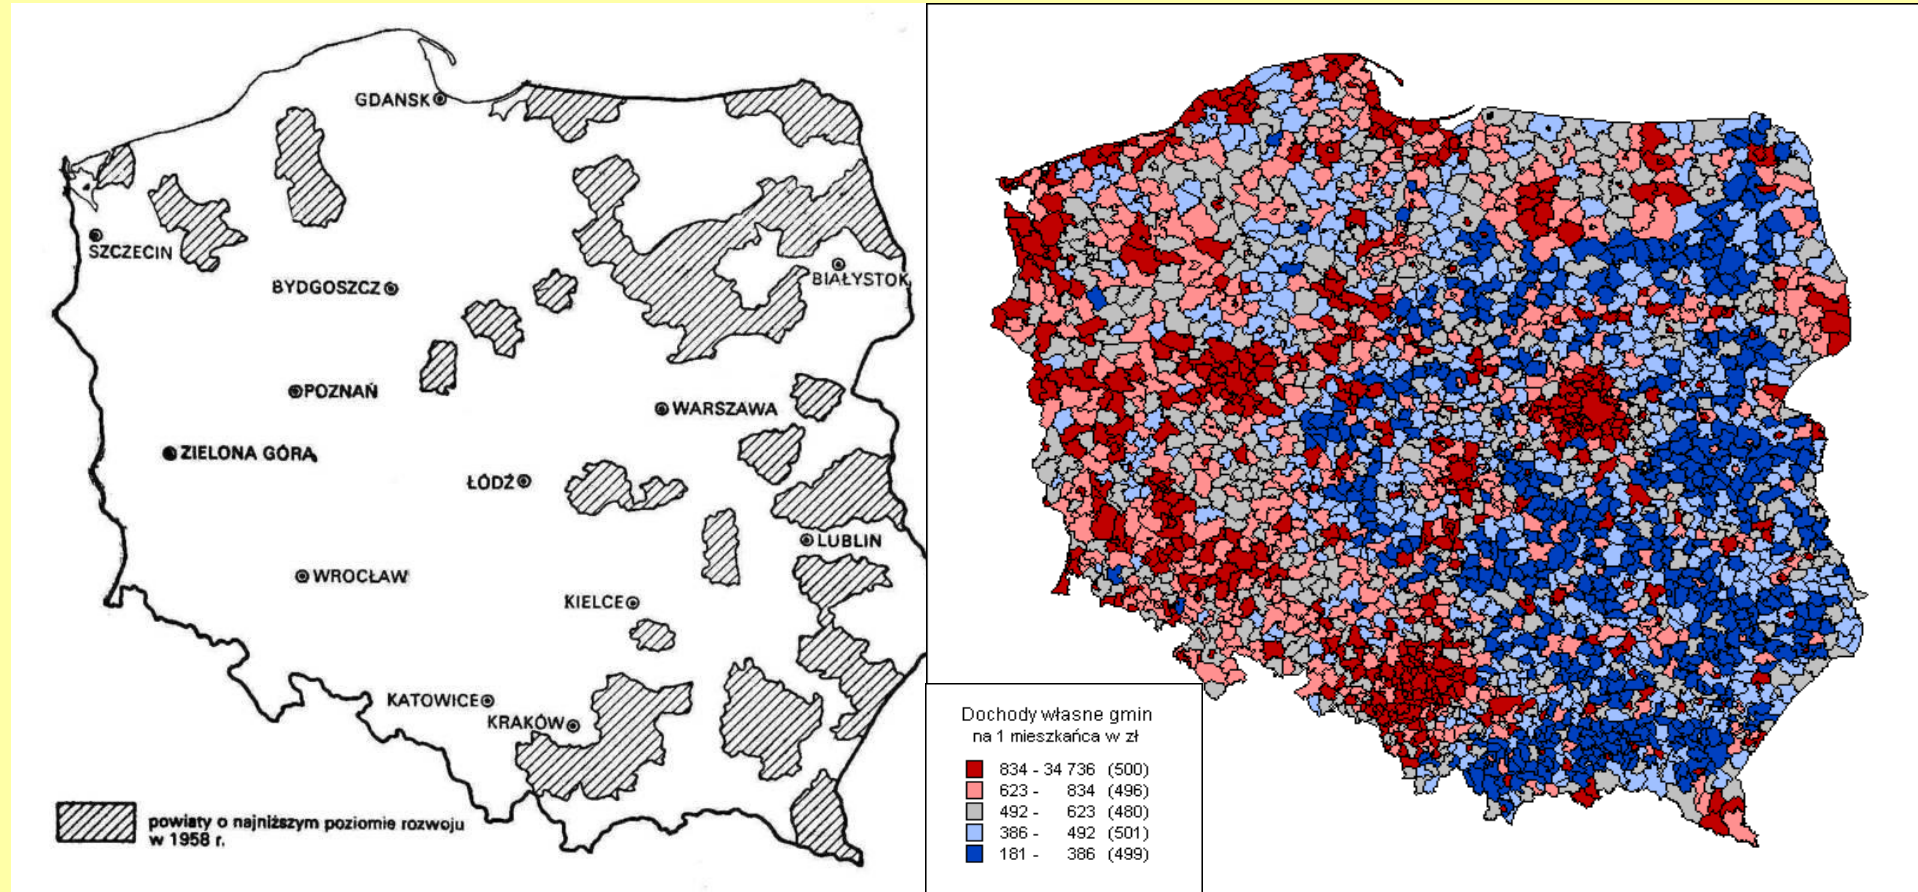 GDANSK
SZCZECIN
BYDGOSZCZ
BIAŁYSTOK
POZNAŃ
WARSZAWA
ZIELONA GÓRA
ŁÓDŹ
LUBLIN
WROCŁAW
KIELCE
KATOWICE
KRAKÓW
powiaty o najniższym poziomie rozwoju
w 1958 r.
Dochody własne gmin
na 1 mieszkańca w zł
834 - 34 736 (500)
623 - 834 (496)
492 - 623 (480)
386 - 492 (501)
181 - 386 (499)